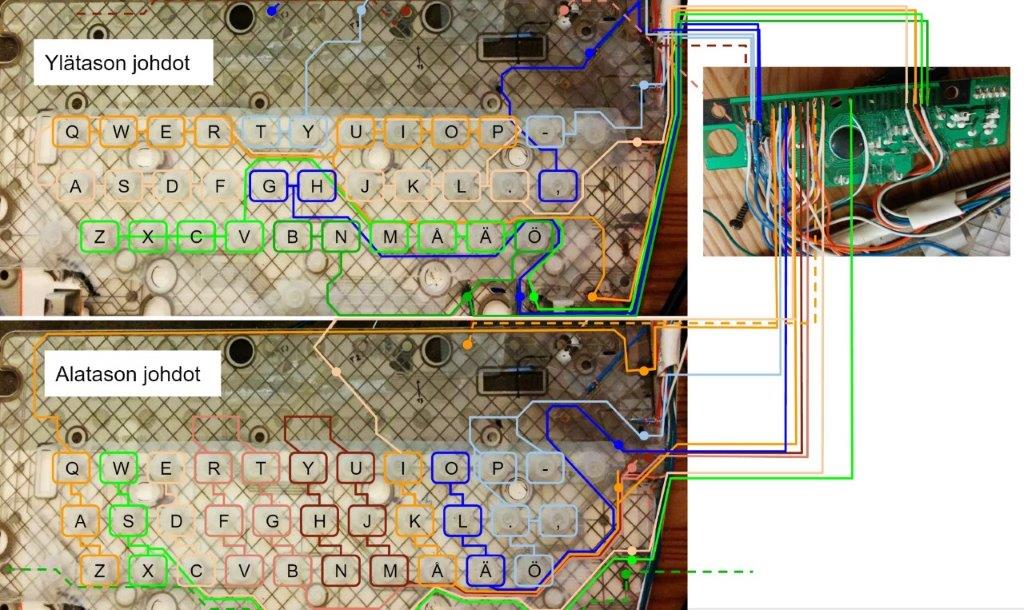 Ylätason johdot
Q W E R T Y U I O P -
A S D F G H J K L . ,
Z X C V B N M Å Ä Ö
Alatason johdot
Q W E R T Y U I O P -
A S D F G H J K L . ,
Z X C V B N M Å Ä Ö